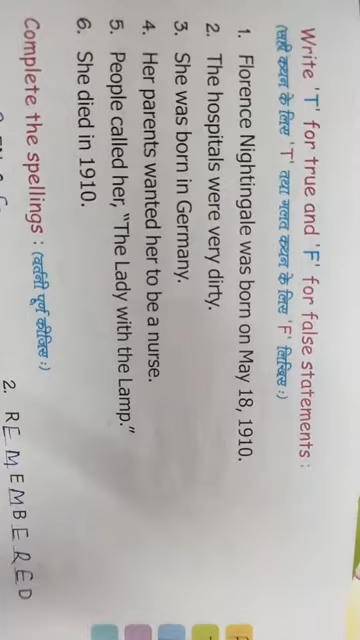 Write 'T' for true and 'F' for false statements :
(सही कथन के लिए 'T' तथा गलत कथन के लिए 'F' लिखिए :)
1. Florence Nightingale was born on May 18, 1910.
2. The hospitals were very dirty.
3. She was born in Germany.
4. Her parents wanted her to be a nurse.
5. People called her, "The Lady with the Lamp."
6. She died in 1910.
Complete the spellings : (वर्तनी पूर्ण कीजिए :)
2. REMEMBERED